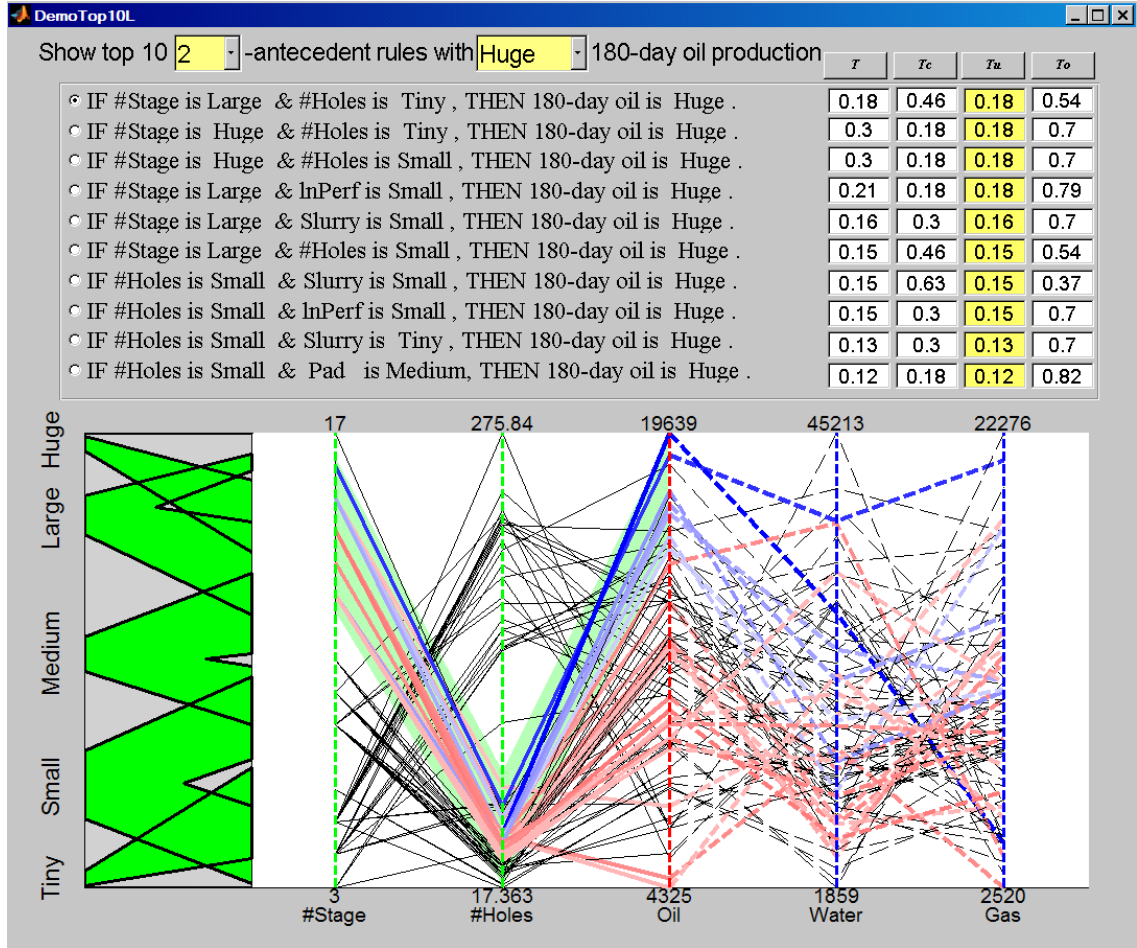 DemoTop10L
Show top 10 2 -antecedent rules with Huge 180-day oil production
T Tc Tu To
IF #Stage is Large & #Holes is Tiny , THEN 180-day oil is Huge . 0.18 0.46 0.18 0.54
IF #Stage is Huge & #Holes is Tiny , THEN 180-day oil is Huge . 0.3 0.18 0.18 0.7
IF #Stage is Huge & #Holes is Small , THEN 180-day oil is Huge . 0.3 0.18 0.18 0.7
IF #Stage is Large & lnPerf is Small , THEN 180-day oil is Huge . 0.21 0.18 0.18 0.79
IF #Stage is Large & Slurry is Small , THEN 180-day oil is Huge . 0.16 0.3 0.16 0.7
IF #Stage is Large & #Holes is Small , THEN 180-day oil is Huge . 0.15 0.46 0.15 0.54
IF #Holes is Small & Slurry is Small , THEN 180-day oil is Huge . 0.15 0.63 0.15 0.37
IF #Holes is Small & lnPerf is Small , THEN 180-day oil is Huge . 0.15 0.3 0.15 0.7
IF #Holes is Small & Slurry is Tiny , THEN 180-day oil is Huge . 0.13 0.3 0.13 0.7
IF #Holes is Small & Pad is Medium, THEN 180-day oil is Huge . 0.12 0.18 0.12 0.82
17 275.84 19639 45213 22276
Huge
Large
Medium
Small
Tiny
3 17.363 4325 1859 2520
#Stage #Holes Oil Water Gas